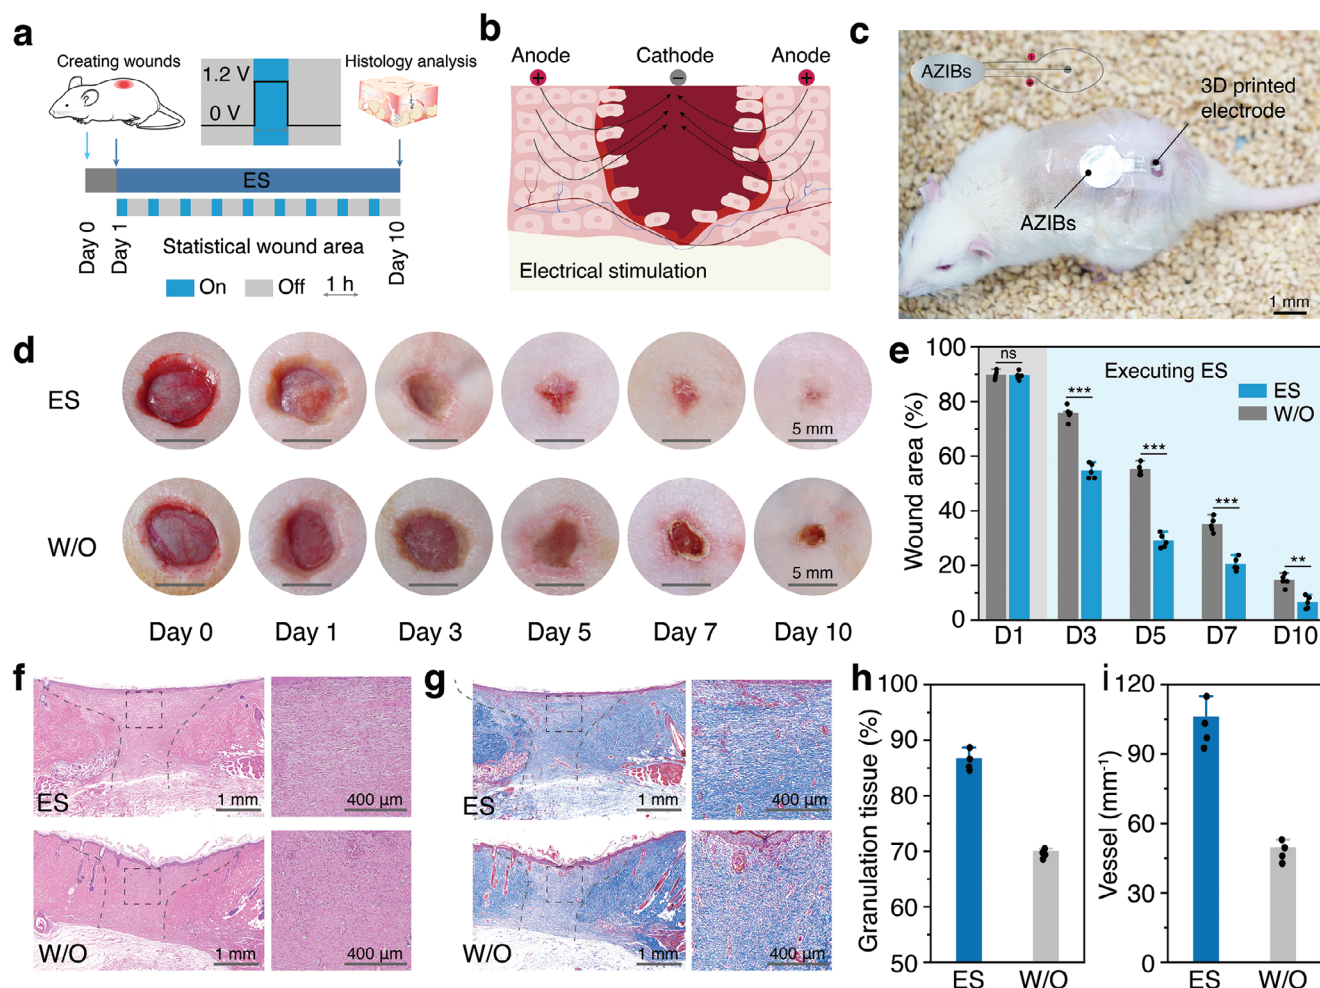 a
Creating wounds
1.2 V
0 V
Histology analysis
ES
Day 0
Day 1
Statistical wound area
Day 10
On
Off
1 h
b
Anode
Cathode
Anode
+
−
+
Electrical stimulation
c
AZIBs
+
−
+
3D printed
electrode
AZIBs
1 mm
d
ES
5 mm
W/O
5 mm
Day 0
Day 1
Day 3
Day 5
Day 7
Day 10
e
Wound area (%)
100
80
60
40
20
0
ns
Executing ES
ES
W/O
***
***
***
**
D1
D3
D5
D7
D10
f
ES
1 mm
400 µm
W/O
1 mm
400 µm
g
ES
1 mm
400 µm
W/O
1 mm
400 µm
h
Granulation tissue (%)
100
90
80
70
60
50
ES
W/O
i
Vessel (mm⁻¹)
120
90
60
30
0
ES
W/O